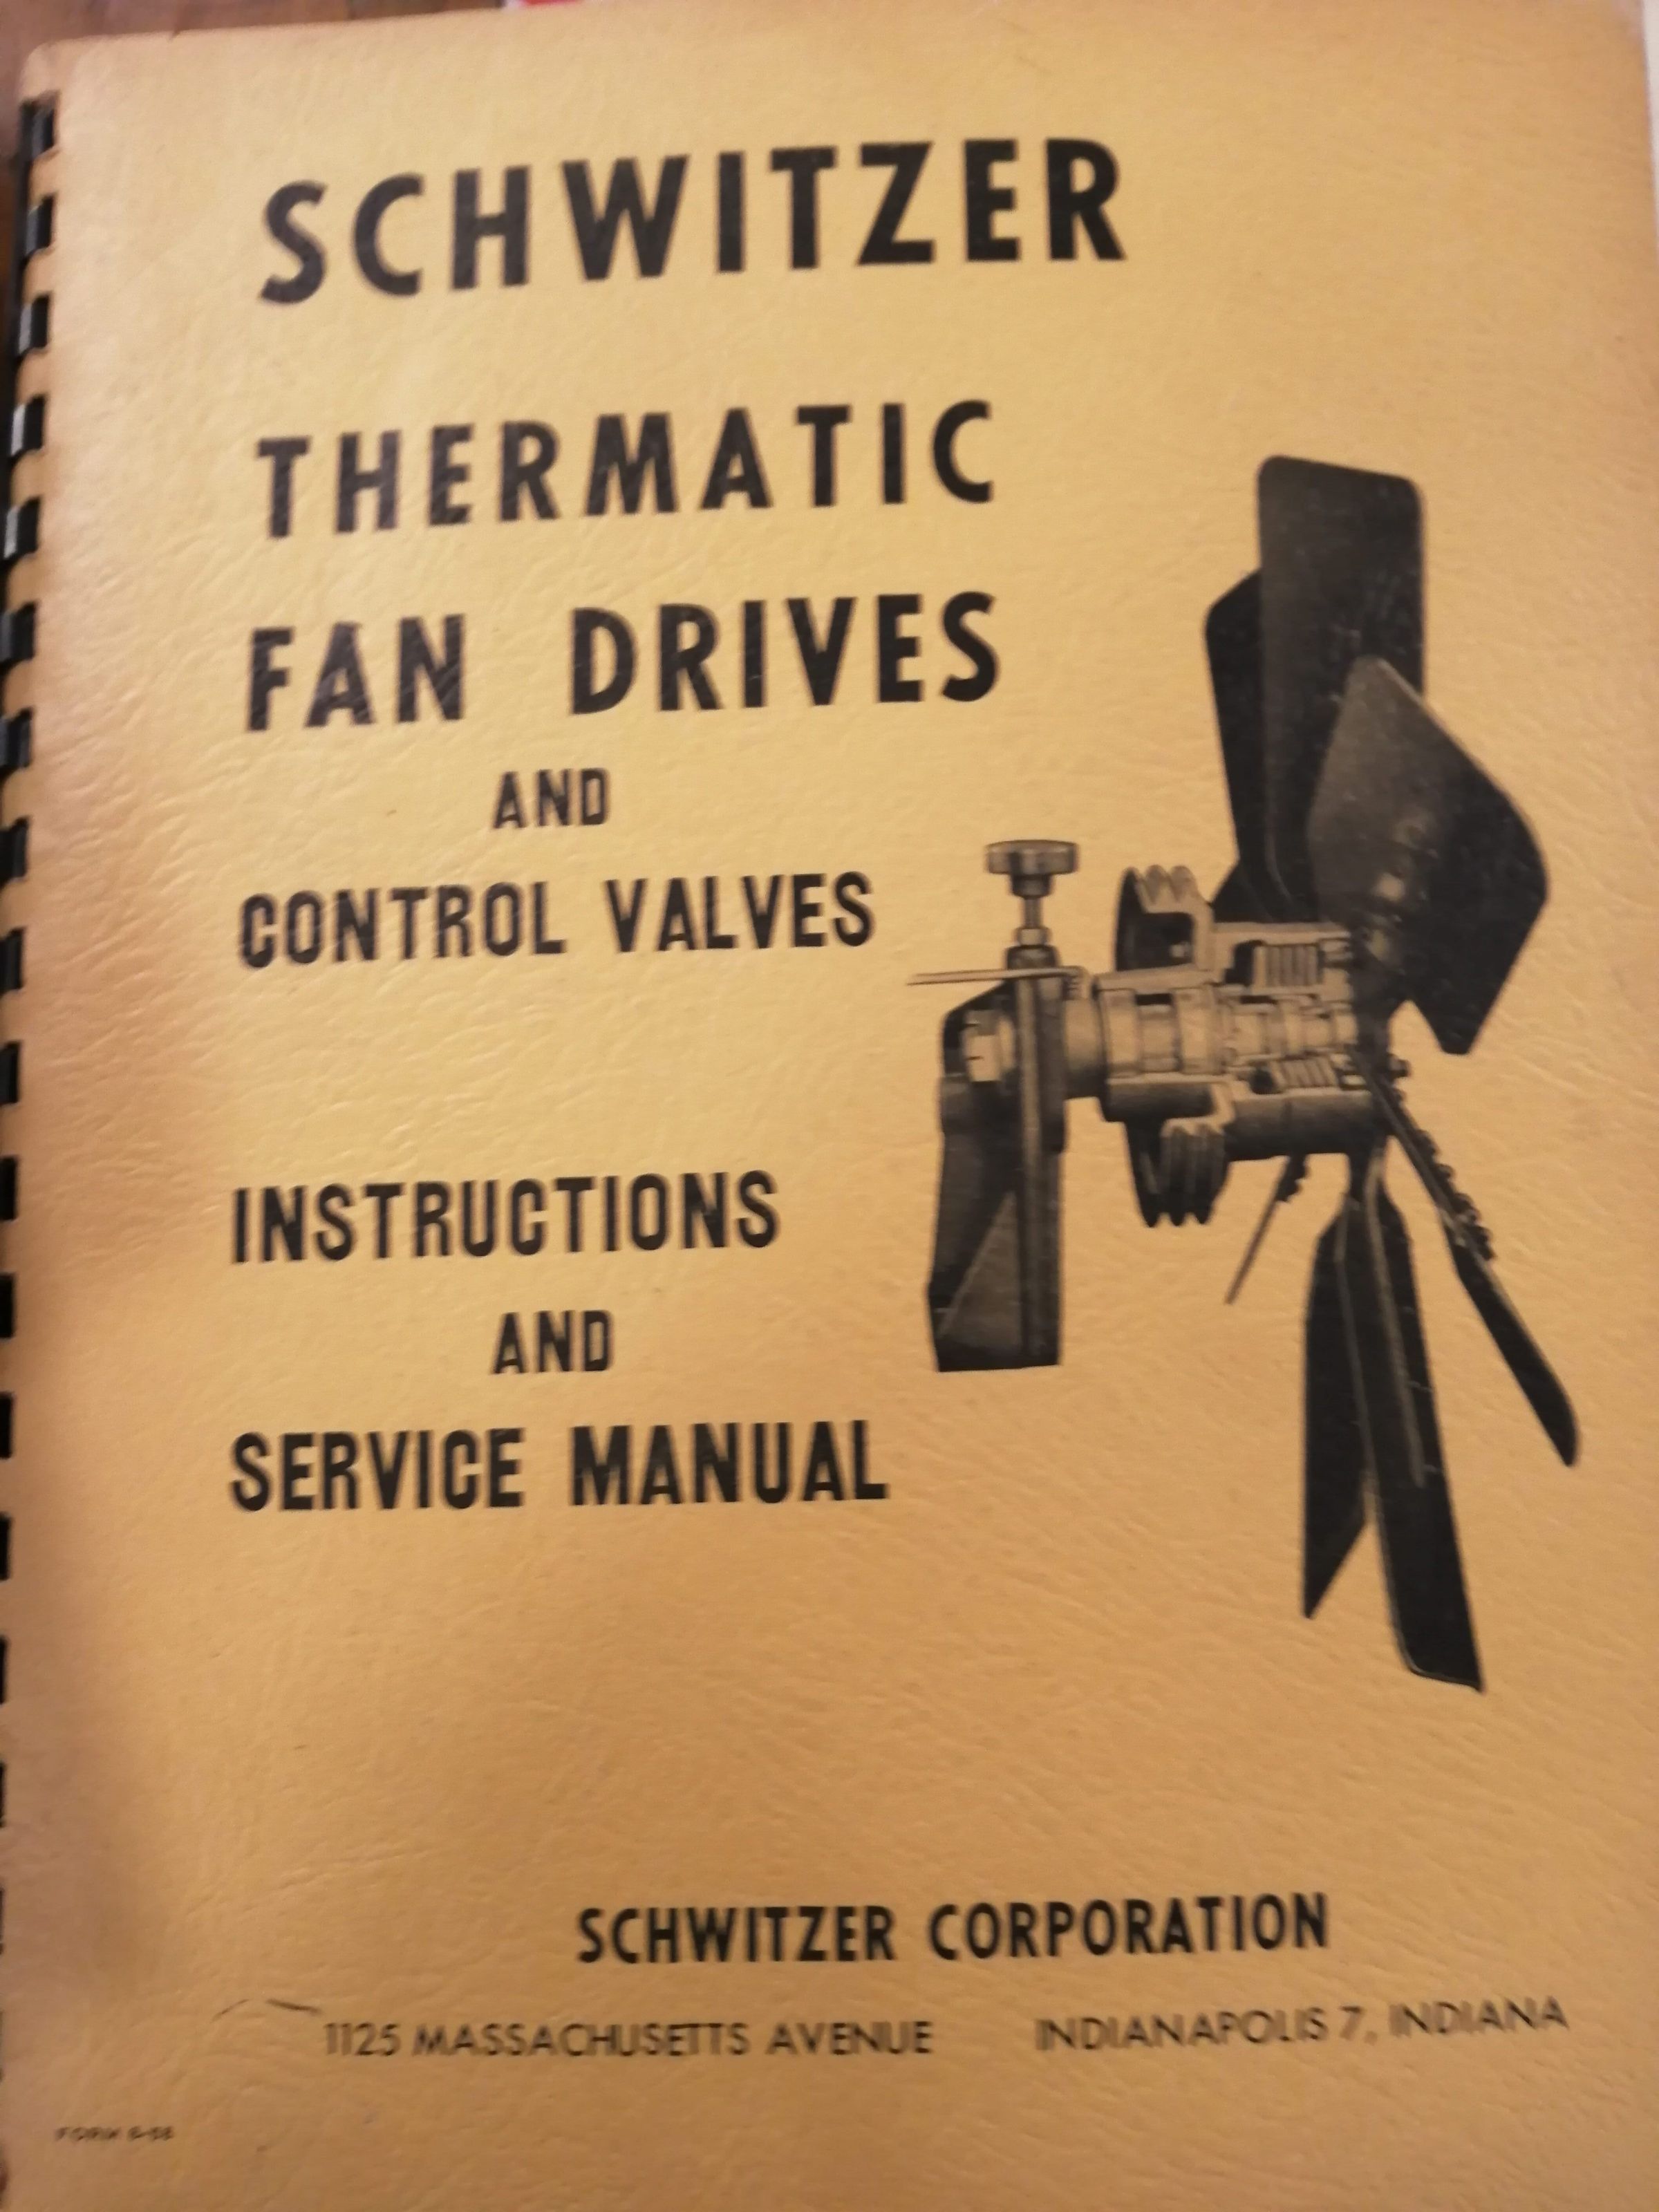 SCHWITZER
THERMATIC
FAN DRIVES
AND
CONTROL VALVES
INSTRUCTIONS
AND
SERVICE MANUAL
SCHWITZER CORPORATION
1125 MASSACHUSETTS AVENUE INDIANAPOLIS 7, INDIANA
FORM